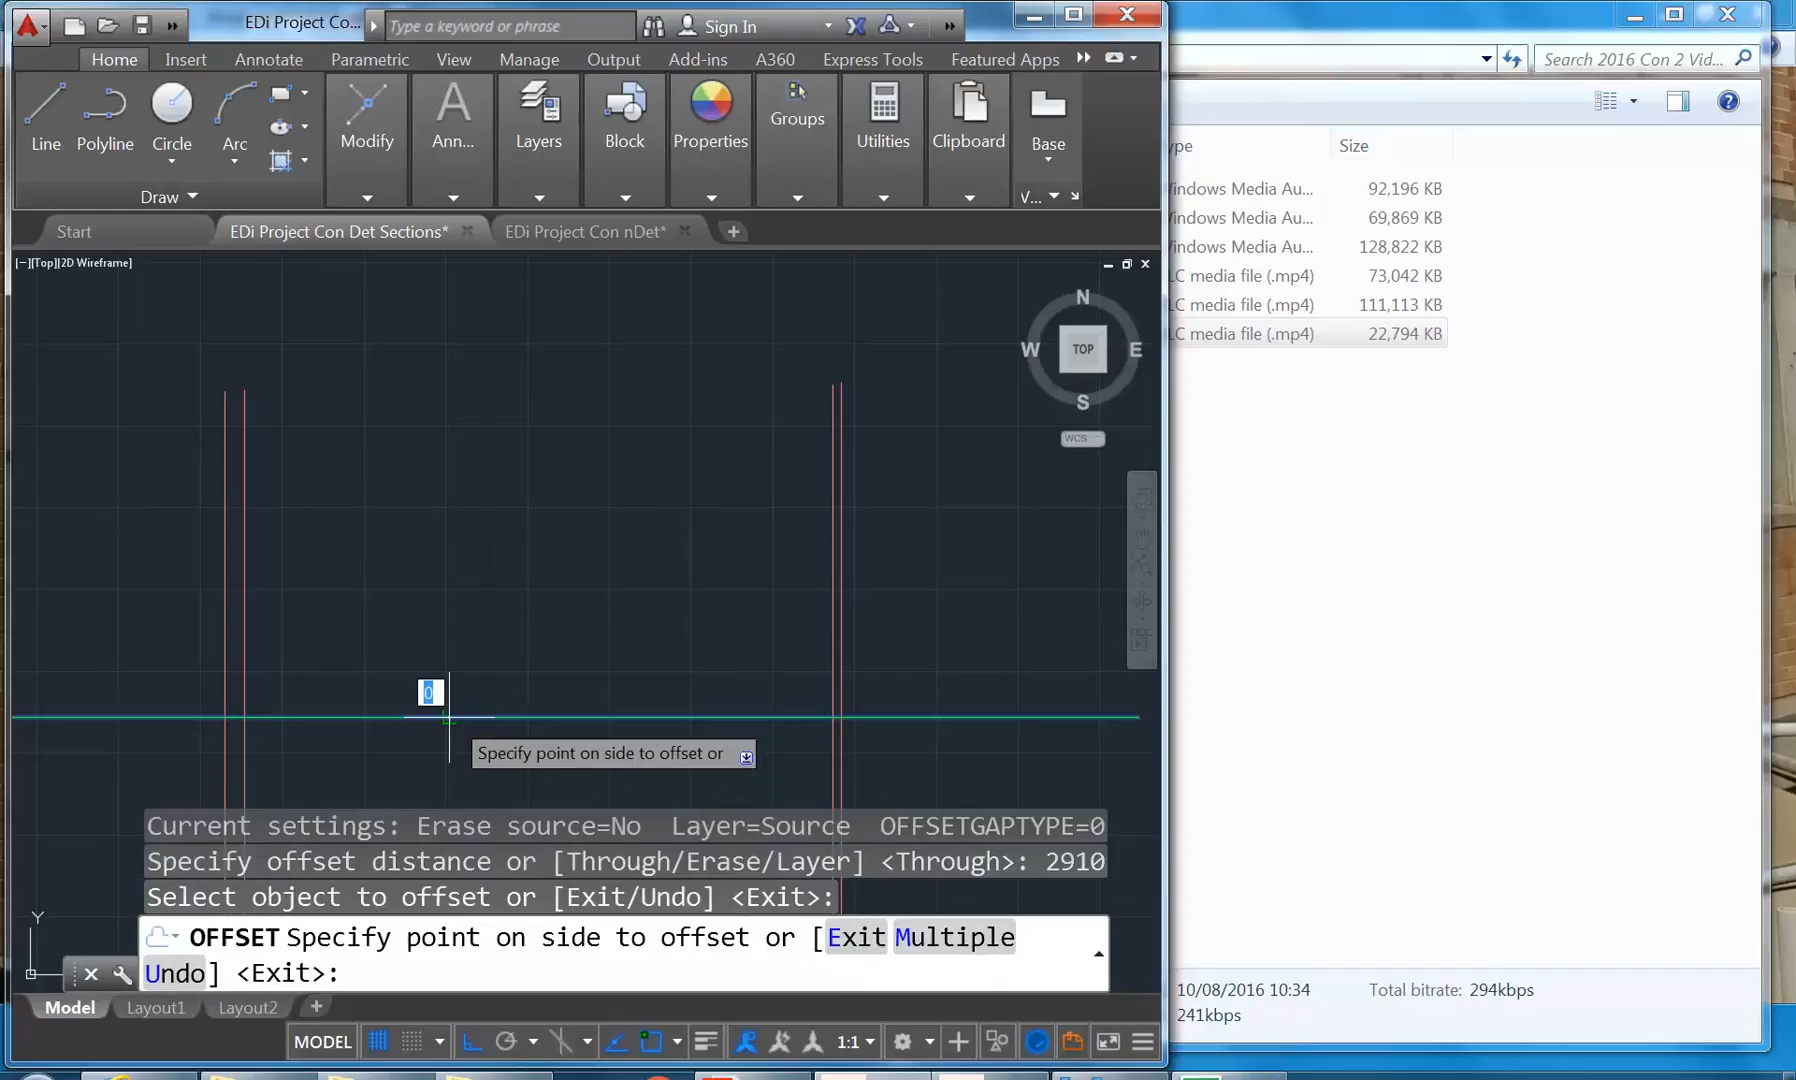 EDi Project Co...
Type a keyword or phrase
Sign In
Home Insert Annotate Parametric View Manage Output Add-ins A360 Express Tools Featured Apps
Line Polyline Circle Arc
Modify Ann... Layers Block Properties Groups Utilities Clipboard Base
Draw V...
Start EDi Project Con Det Sections* EDi Project Con nDet*
[−][Top][2D Wireframe]
N
W TOP E
S
WCS
0
Specify point on side to offset or
Current settings: Erase source=No Layer=Source OFFSETGAPTYPE=0
Specify offset distance or [Through/Erase/Layer] <Through>: 2910
Select object to offset or [Exit/Undo] <Exit>:
OFFSET Specify point on side to offset or [Exit Multiple
Undo] <Exit>:
Y
Model Layout1 Layout2
MODEL 1:1
Search 2016 Con 2 Vid...
ype Size
indows Media Au... 92,196 KB
indows Media Au... 69,869 KB
indows Media Au... 128,822 KB
LC media file (.mp4) 73,042 KB
LC media file (.mp4) 111,113 KB
LC media file (.mp4) 22,794 KB
10/08/2016 10:34 Total bitrate: 294kbps
241kbps